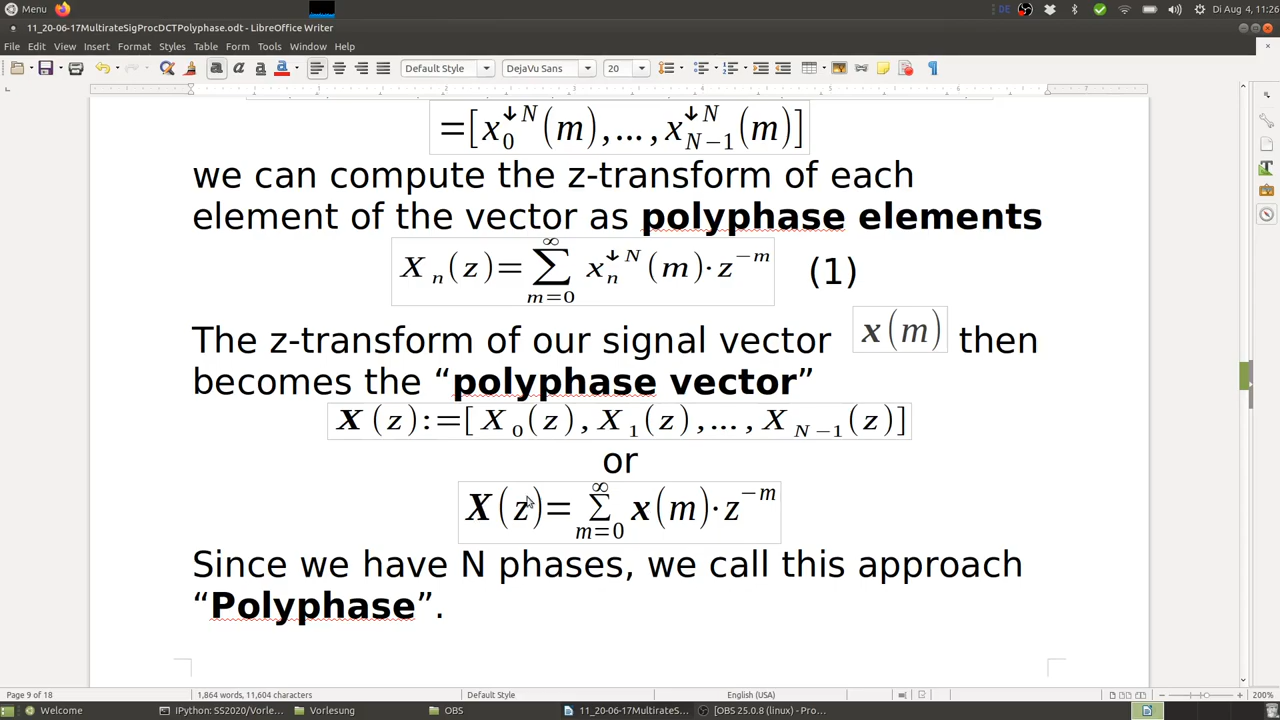 Menu
DE
Di Aug 4, 11:26
11_20-06-17MultirateSigProcDCTPolyphase.odt - LibreOffice Writer
File Edit View Insert Format Styles Table Form Tools Window Help
Default Style DejaVu Sans 20
=[x₀^{↓N}(m),...,x_{N−1}^{↓N}(m)]
we can compute the z-transform of each
element of the vector as polyphase elements
X_n(z)=∑_{m=0}^{∞} x_n^{↓N}(m)·z^{−m} (1)
The z-transform of our signal vector x(m) then
becomes the “polyphase vector”
X(z):=[X₀(z),X₁(z),...,X_{N−1}(z)]
or
X(z)=∑_{m=0}^{∞} x(m)·z^{−m}
Since we have N phases, we call this approach
“Polyphase”.
Page 9 of 18 1,864 words, 11,604 characters Default Style English (USA) 200%
Welcome IPython: SS2020/Vorle... Vorlesung OBS 11_20-06-17MultirateS... [OBS 25.0.8 (linux) - Pro...